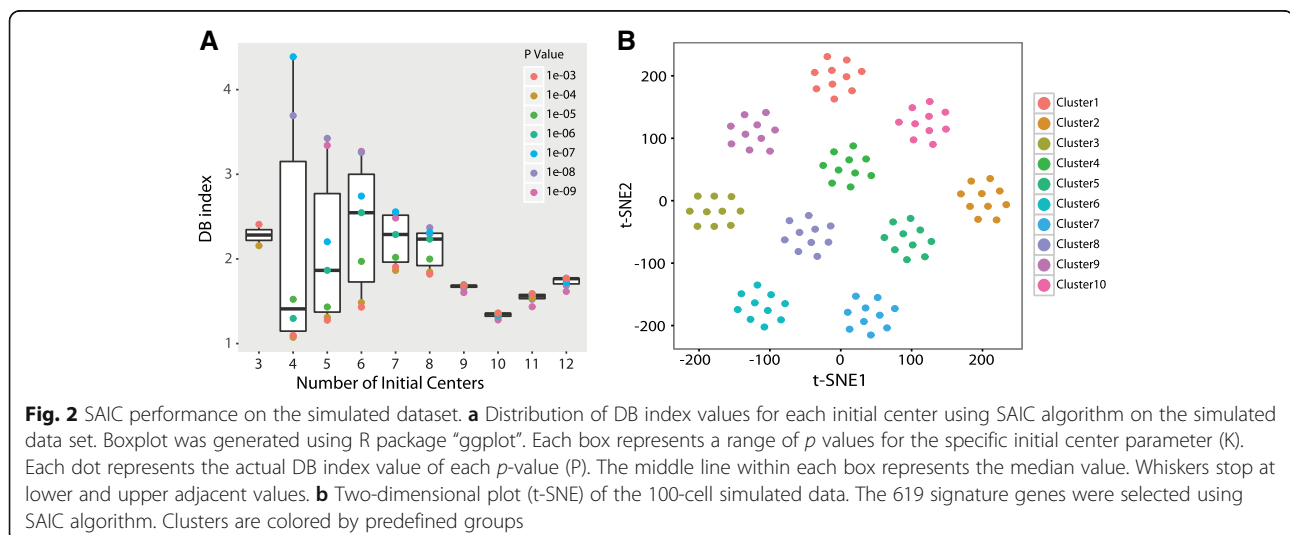 A
B
P Value
1e-03
1e-04
1e-05
1e-06
1e-07
1e-08
1e-09
DB index
4
3
2
1
3 4 5 6 7 8 9 10 11 12
Number of Initial Centers
t-SNE2
200
100
0
-100
-200
-200 -100 0 100 200
t-SNE1
Cluster1
Cluster2
Cluster3
Cluster4
Cluster5
Cluster6
Cluster7
Cluster8
Cluster9
Cluster10
Fig. 2 SAIC performance on the simulated dataset. a Distribution of DB index values for each initial center using SAIC algorithm on the simulated
data set. Boxplot was generated using R package “ggplot”. Each box represents a range of p values for the specific initial center parameter (K).
Each dot represents the actual DB index value of each p-value (P). The middle line within each box represents the median value. Whiskers stop at
lower and upper adjacent values. b Two-dimensional plot (t-SNE) of the 100-cell simulated data. The 619 signature genes were selected using
SAIC algorithm. Clusters are colored by predefined groups